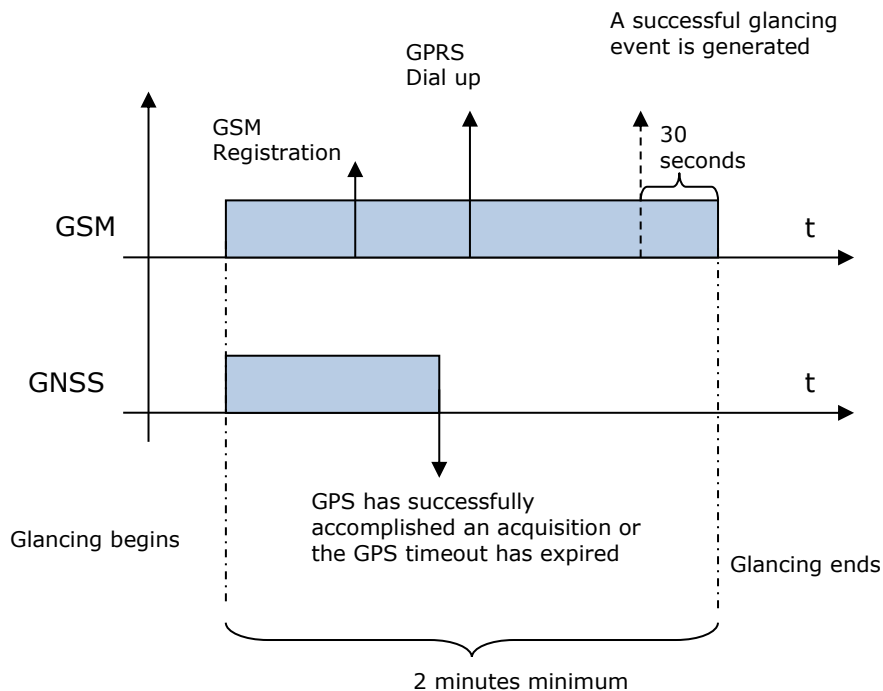 A successful glancing
event is generated
GPRS
Dial up
GSM
Registration
30
seconds
GSM
t
GNSS
t
GPS has successfully
accomplished an acquisition or
the GPS timeout has expired
Glancing begins
Glancing ends
2 minutes minimum